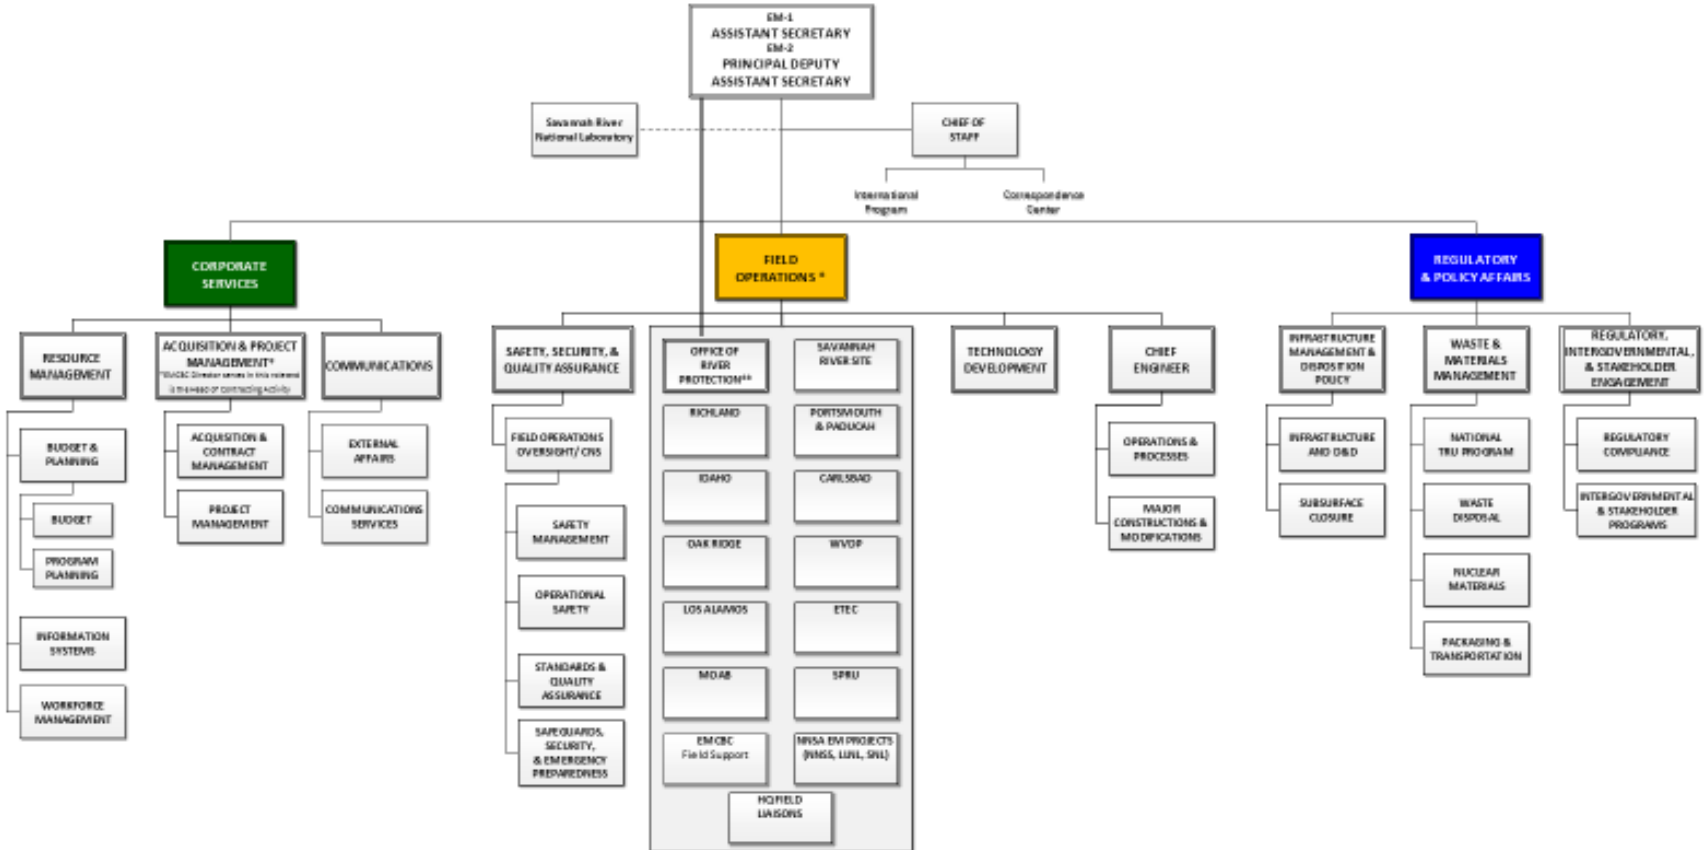 EM-1
ASSISTANT SECRETARY
EM-2
PRINCIPAL DEPUTY
ASSISTANT SECRETARY
Savannah River
National Laboratory
CHIEF OF
STAFF
International
Program
Correspondence
Center
CORPORATE
SERVICES
FIELD
OPERATIONS *
REGULATORY
& POLICY AFFAIRS
RESOURCE
MANAGEMENT
ACQUISITION & PROJECT
MANAGEMENT*
COMMUNICATIONS
BUDGET &
PLANNING
BUDGET
PROGRAM
PLANNING
INFORMATION
SYSTEMS
WORKFORCE
MANAGEMENT
ACQUISITION &
CONTRACT
MANAGEMENT
PROJECT
MANAGEMENT
EXTERNAL
AFFAIRS
COMMUNICATIONS
SERVICES
SAFETY, SECURITY, &
QUALITY ASSURANCE
FIELD OPERATIONS
OVERSIGHT/ CNS
SAFETY
MANAGEMENT
OPERATIONAL
SAFETY
STANDARDS &
QUALITY
ASSURANCE
SAFEGUARDS,
SECURITY,
& EMERGENCY
PREPAREDNESS
OFFICE OF
RIVER
PROTECTION**
SAVANNAH
RIVER SITE
RICHLAND
PORTSMOUTH
& PADUCAH
IDAHO
CARLSBAD
OAK RIDGE
WVDP
LOS ALAMOS
ETEC
MOAB
SPRU
EMCBC
Field Support
NNSA EM PROJECTS
(NNSS, LLNL, SNL)
HQ FIELD
LIAISONS
TECHNOLOGY
DEVELOPMENT
CHIEF
ENGINEER
OPERATIONS &
PROCESSES
MAJOR
CONSTRUCTIONS &
MODIFICATIONS
INFRASTRUCTURE
MANAGEMENT &
DISPOSITION
POLICY
INFRASTRUCTURE
AND D&D
SUBSURFACE
CLOSURE
WASTE &
MATERIALS
MANAGEMENT
NATIONAL
TRU PROGRAM
WASTE
DISPOSAL
NUCLEAR
MATERIALS
PACKAGING &
TRANSPORTATION
REGULATORY,
INTERGOVERNMENTAL,
& STAKEHOLDER
ENGAGEMENT
REGULATORY
COMPLIANCE
INTERGOVERNMENTAL
& STAKEHOLDER
PROGRAMS